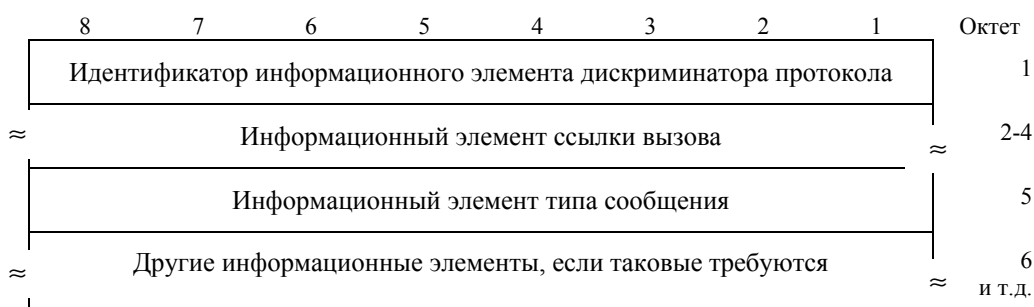 8 7 6 5 4 3 2 1 Октет
Идентификатор информационного элемента дискриминатора протокола 1
≈ Информационный элемент ссылки вызова ≈ 2-4
Информационный элемент типа сообщения 5
≈ Другие информационные элементы, если таковые требуются ≈ 6
и т.д.